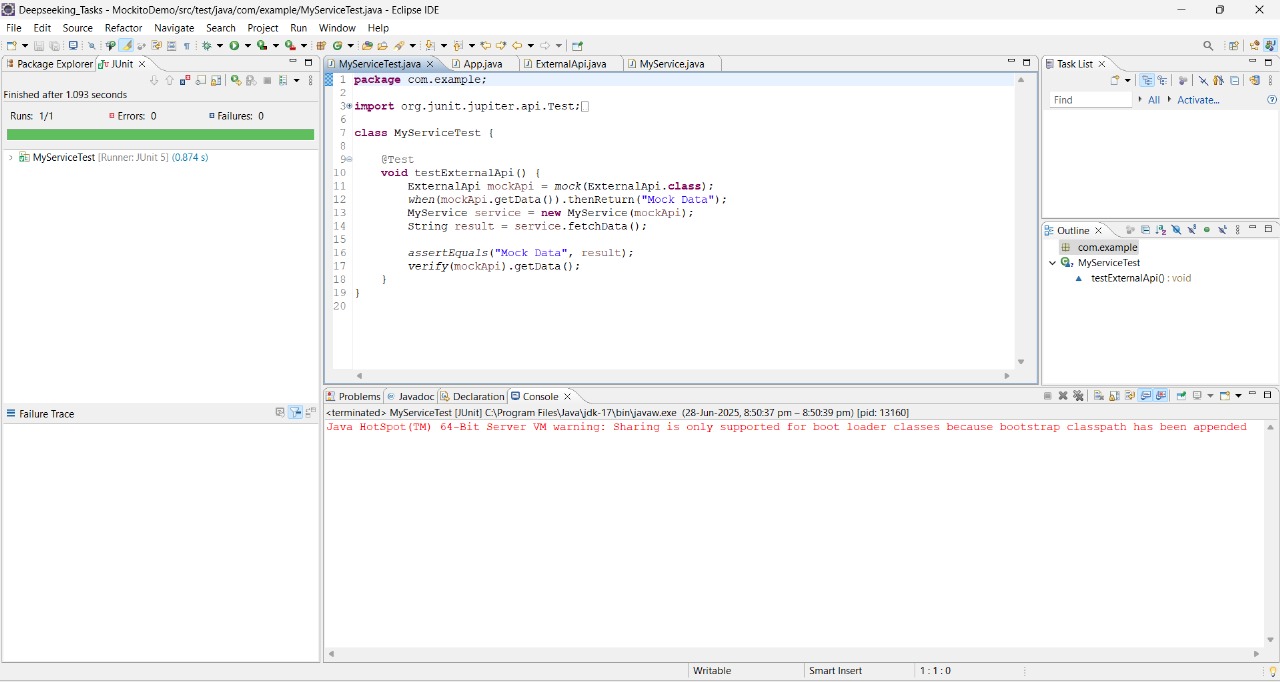 Deepseeking_Tasks - MockitoDemo/src/test/java/com/example/MyServiceTest.java - Eclipse IDE
File Edit Source Refactor Navigate Search Project Run Window Help
Package Explorer JUnit
Finished after 1.093 seconds
Runs: 1/1 Errors: 0 Failures: 0
MyServiceTest [Runner: JUnit 5] (0.874 s)
Failure Trace
MyServiceTest.java App.java ExternalApi.java MyService.java
1 package com.example;
2
3 import org.junit.jupiter.api.Test;
6
7 class MyServiceTest {
8
9 @Test
10 void testExternalApi() {
11 ExternalApi mockApi = mock(ExternalApi.class);
12 when(mockApi.getData()).thenReturn("Mock Data");
13 MyService service = new MyService(mockApi);
14 String result = service.fetchData();
15
16 assertEquals("Mock Data", result);
17 verify(mockApi).getData();
18 }
19 }
20
Task List
Find All Activate...
Outline
com.example
MyServiceTest
testExternalApi() : void
Problems Javadoc Declaration Console
<terminated> MyServiceTest [JUnit] C:\Program Files\Java\jdk-17\bin\javaw.exe (28-Jun-2025, 8:50:37 pm – 8:50:39 pm) [pid: 13160]
Java HotSpot(TM) 64-Bit Server VM warning: Sharing is only supported for boot loader classes because bootstrap classpath has been appended
Writable Smart Insert 1 : 1 : 0